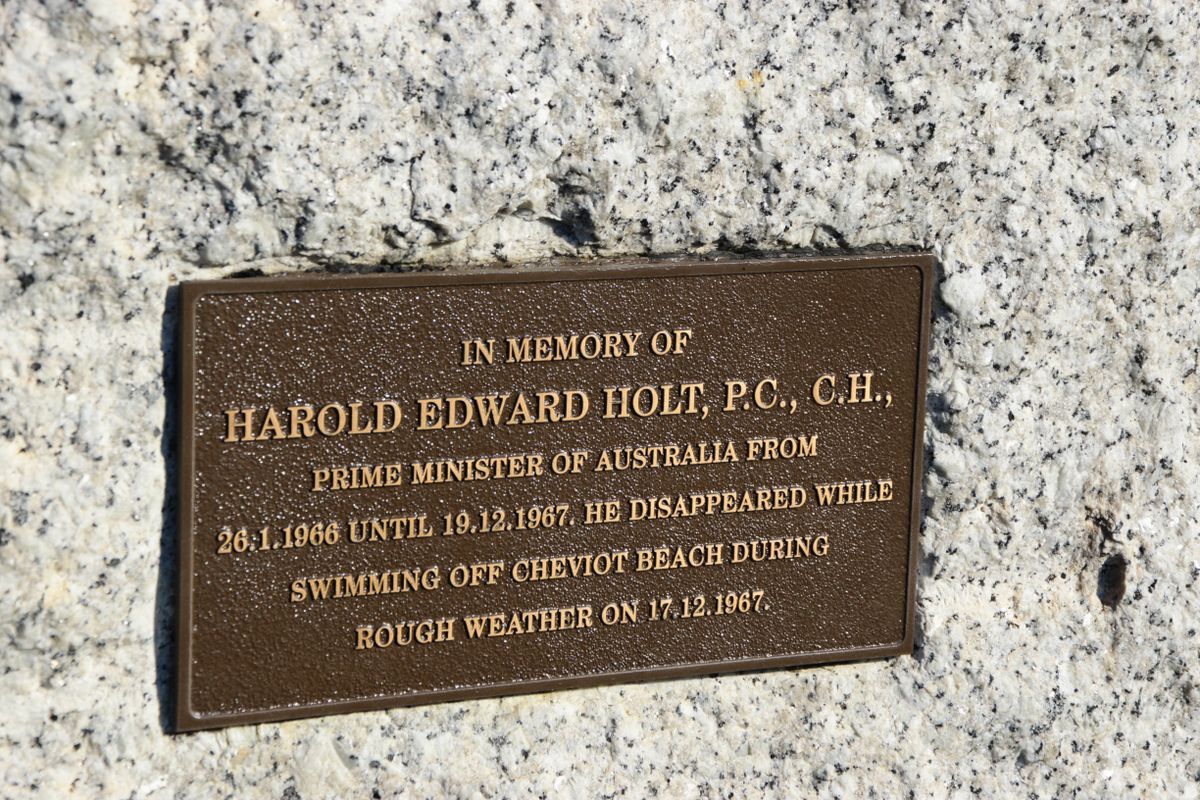 IN MEMORY OF
HAROLD EDWARD HOLT, P.C., C.H.,
PRIME MINISTER OF AUSTRALIA FROM
26.1.1966 UNTIL 19.12.1967. HE DISAPPEARED WHILE
SWIMMING OFF CHEVIOT BEACH DURING
ROUGH WEATHER ON 17.12.1967.